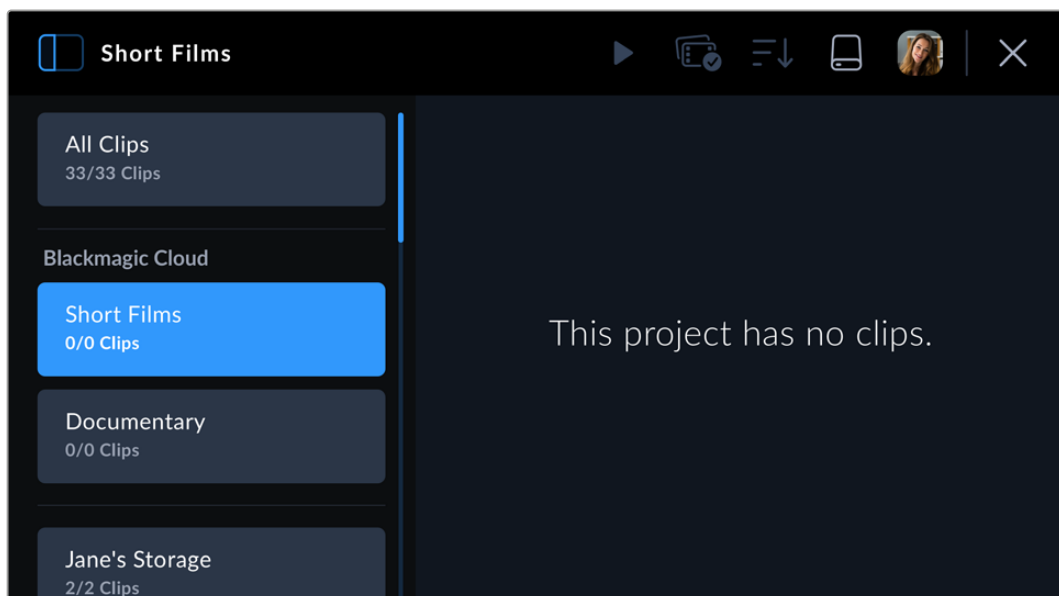 Short Films
All Clips
33/33 Clips
Blackmagic Cloud
Short Films
0/0 Clips
Documentary
0/0 Clips
Jane's Storage
2/2 Clips
This project has no clips.